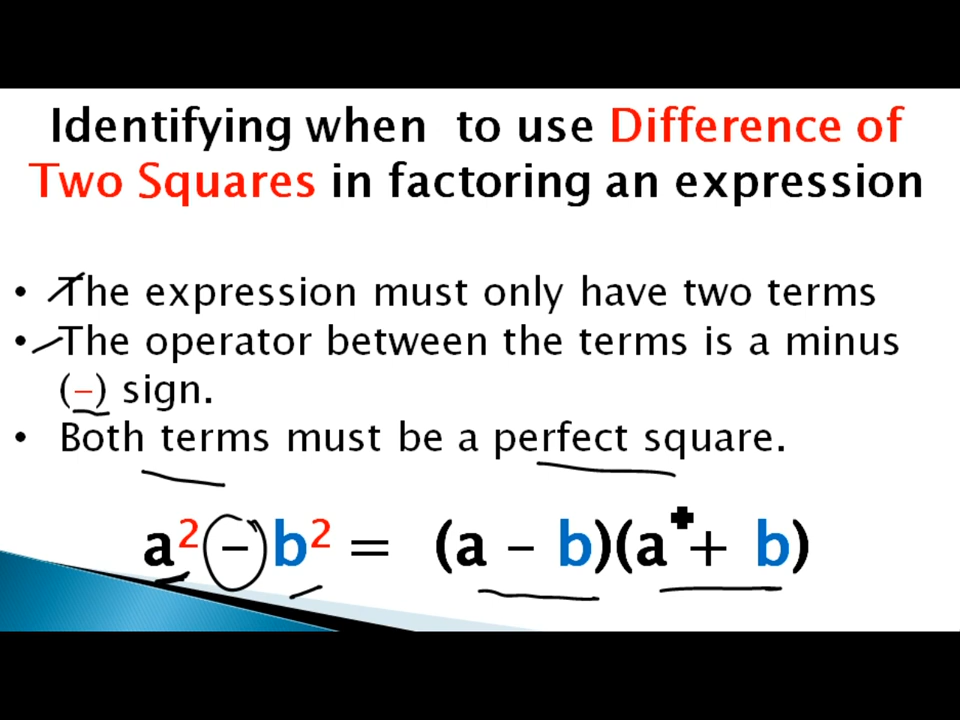 Identifying when to use Difference of
Two Squares in factoring an expression
• The expression must only have two terms
• The operator between the terms is a minus
(-) sign.
• Both terms must be a perfect square.
a² - b² = (a - b)(a + b)